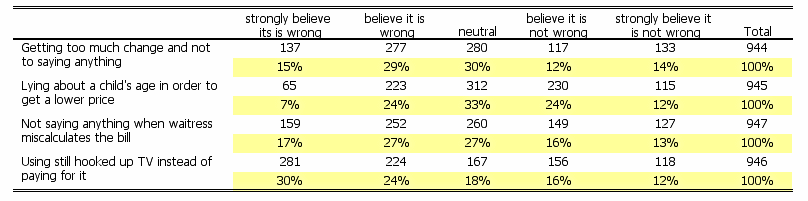 strongly believe its is wrong believe it is wrong neutral believe it is not wrong strongly believe it is not wrong Total
Getting too much change and not 137 277 280 117 133 944
to saying anything 15% 29% 30% 12% 14% 100%
Lying about a child's age in order to 65 223 312 230 115 945
get a lower price 7% 24% 33% 24% 12% 100%
Not saying anything when waitress 159 252 260 149 127 947
miscalculates the bill 17% 27% 27% 16% 13% 100%
Using still hooked up TV instead of 281 224 167 156 118 946
paying for it 30% 24% 18% 16% 12% 100%